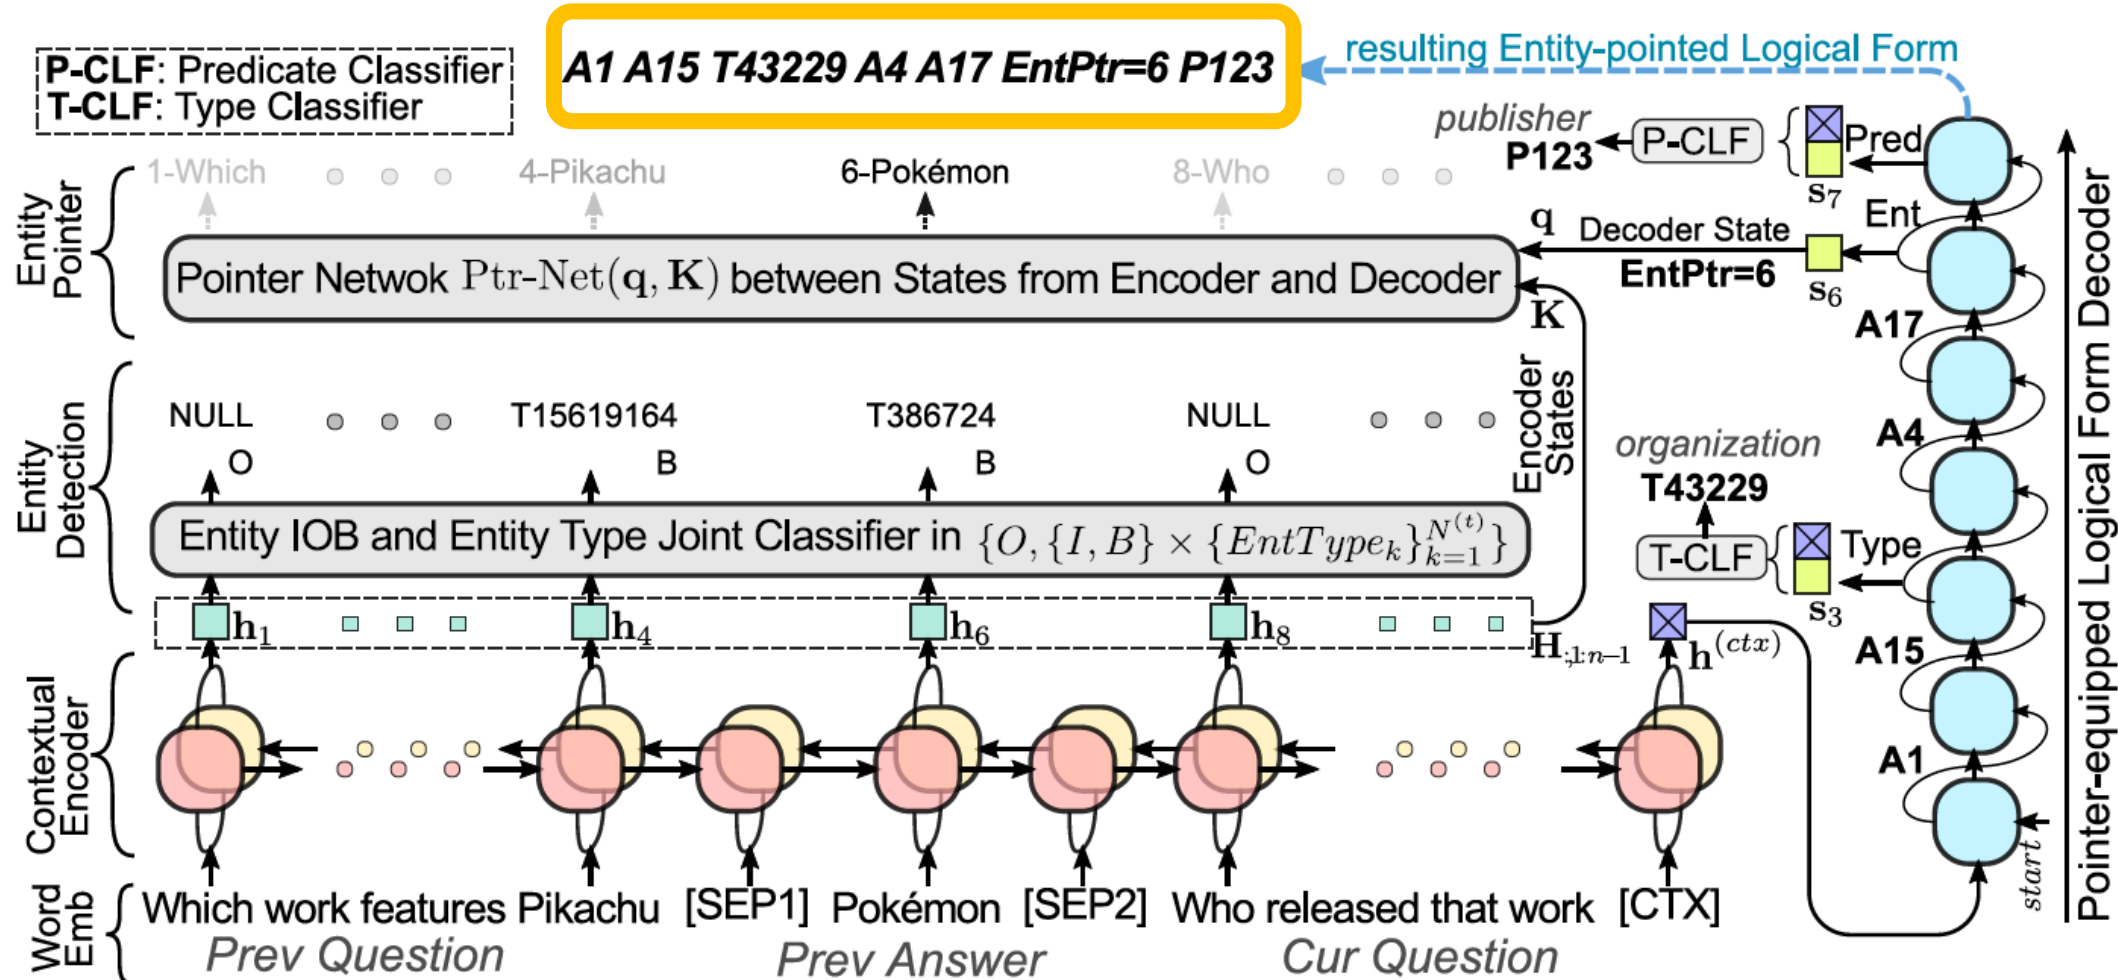 P-CLF: Predicate Classifier
T-CLF: Type Classifier
A1 A15 T43229 A4 A17 EntPtr=6 P123
resulting Entity-pointed Logical Form
publisher
P123
P-CLF
Pred
s7
Entity Pointer
1-Which
4-Pikachu
6-Pokémon
8-Who
Pointer Netwok Ptr-Net(q, K) between States from Encoder and Decoder
q
K
Decoder State
EntPtr=6
s6
Ent
A17
Entity Detection
NULL
O
T15619164
B
T386724
B
NULL
O
Encoder States
Entity IOB and Entity Type Joint Classifier in {O, {I, B} × {EntType_k}_{k=1}^{N^{(t)}}}
organization
T43229
T-CLF
Type
s3
A4
h1
h4
h6
h8
H:,1:n−1
h(ctx)
A15
Contextual Encoder
A1
start
Pointer-equipped Logical Form Decoder
Word Emb
Which work features Pikachu [SEP1] Pokémon [SEP2] Who released that work [CTX]
Prev Question
Prev Answer
Cur Question